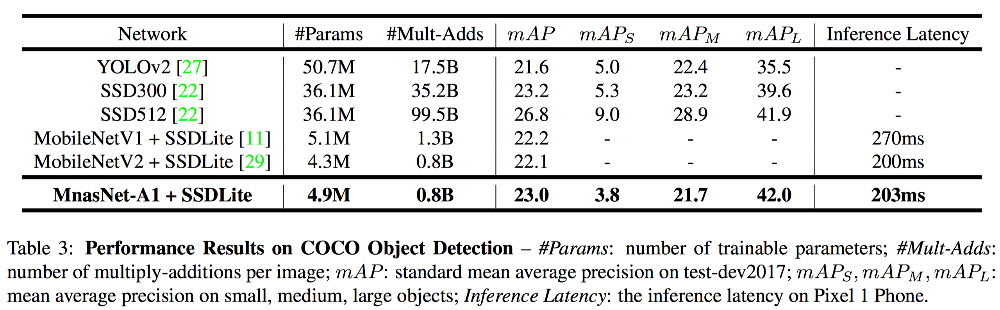 Network #Params #Mult-Adds mAP mAP_S mAP_M mAP_L Inference Latency
YOLOv2 [27] 50.7M 17.5B 21.6 5.0 22.4 35.5 -
SSD300 [22] 36.1M 35.2B 23.2 5.3 23.2 39.6 -
SSD512 [22] 36.1M 99.5B 26.8 9.0 28.9 41.9 -
MobileNetV1 + SSDLite [11] 5.1M 1.3B 22.2 - - - 270ms
MobileNetV2 + SSDLite [29] 4.3M 0.8B 22.1 - - - 200ms
MnasNet-A1 + SSDLite 4.9M 0.8B 23.0 3.8 21.7 42.0 203ms
Table 3: Performance Results on COCO Object Detection – #Params: number of trainable parameters; #Mult-Adds:
number of multiply-additions per image; mAP: standard mean average precision on test-dev2017; mAP_S, mAP_M, mAP_L:
mean average precision on small, medium, large objects; Inference Latency: the inference latency on Pixel 1 Phone.